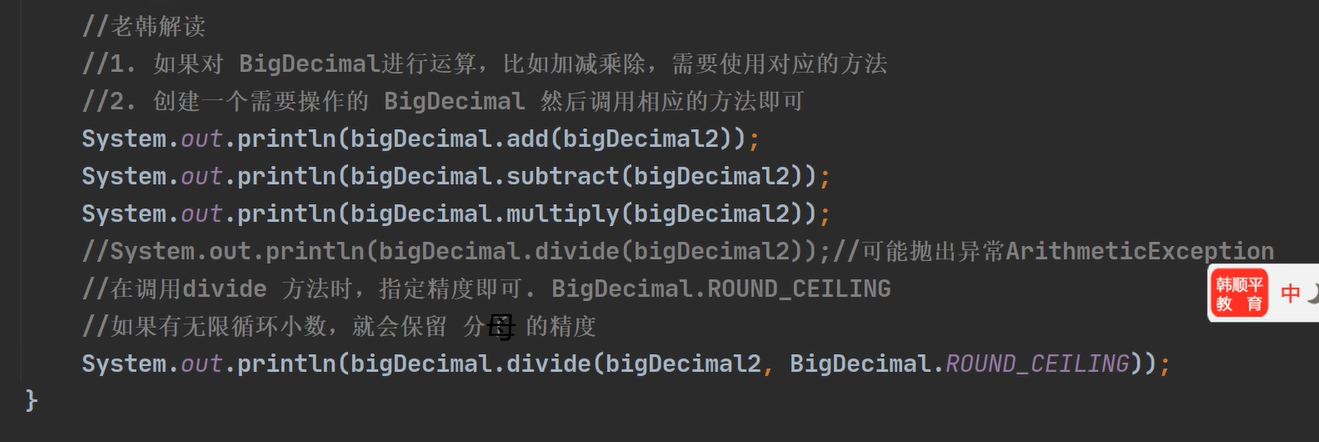 //老韩解读
//1. 如果对 BigDecimal进行运算，比如加减乘除，需要使用对应的方法
//2. 创建一个需要操作的 BigDecimal 然后调用相应的方法即可
System.out.println(bigDecimal.add(bigDecimal2));
System.out.println(bigDecimal.subtract(bigDecimal2));
System.out.println(bigDecimal.multiply(bigDecimal2));
//System.out.println(bigDecimal.divide(bigDecimal2));//可能抛出异常ArithmeticException
//在调用divide 方法时，指定精度即可. BigDecimal.ROUND_CEILING
//如果有无限循环小数，就会保留 分母 的精度
System.out.println(bigDecimal.divide(bigDecimal2, BigDecimal.ROUND_CEILING));
}
韩顺平
教 育
中